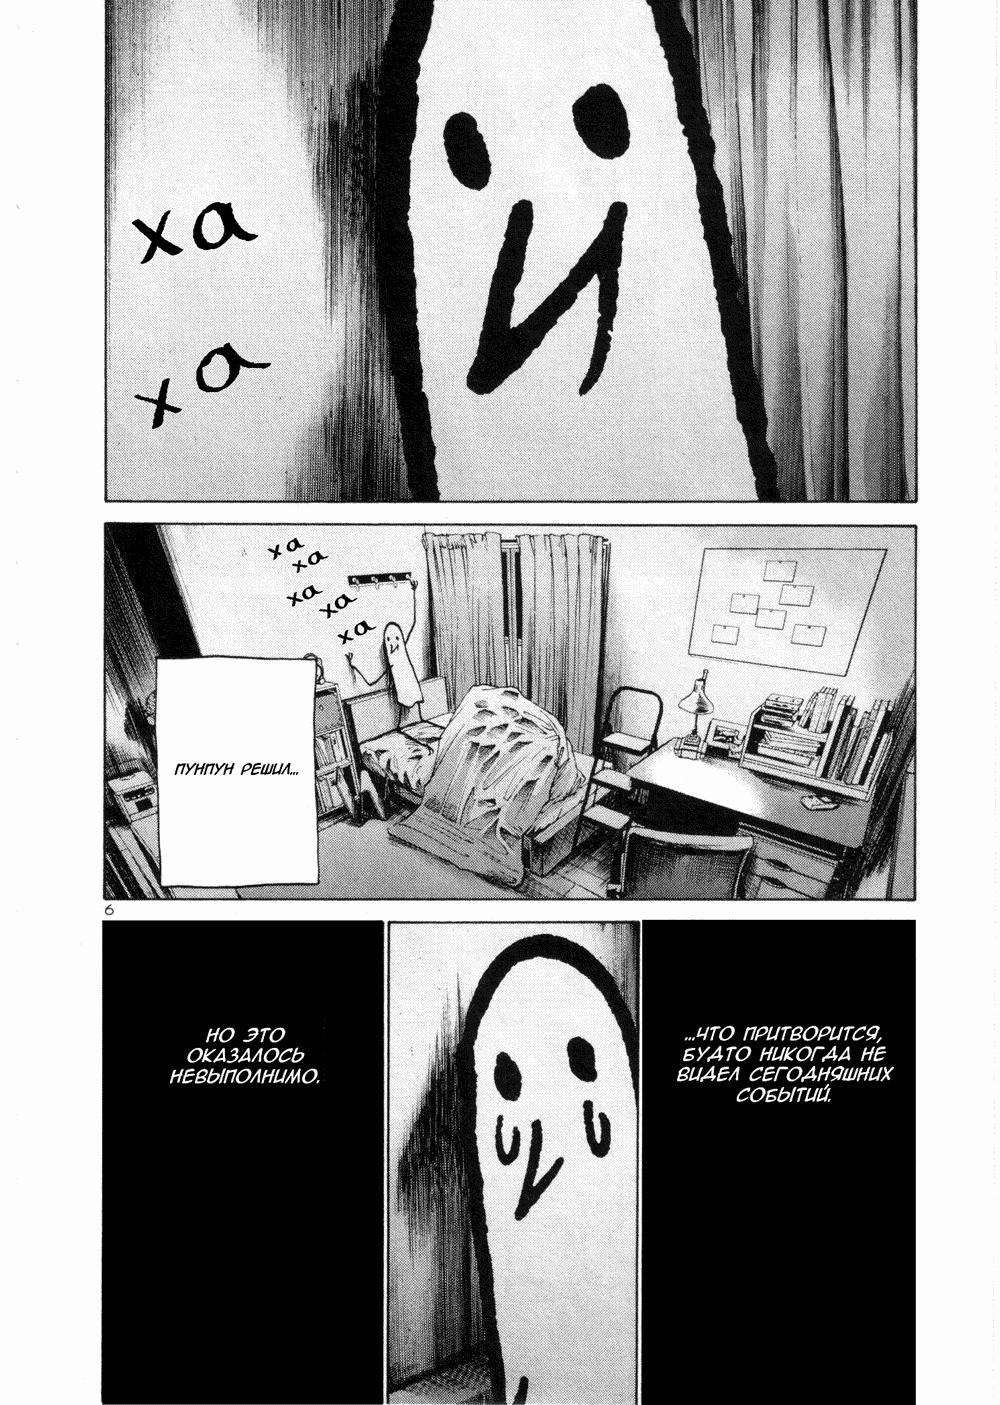 ха
ха
ха
ха
ха
ха
ха
ПУНПУН РЕШИЛ...
6
...ЧТО ПРИТВОРИТСЯ,
БУДТО НИКОГДА НЕ
ВИДЕЛ СЕГОДНЯШНИХ
СОБЫТИЙ.
НО ЭТО
ОКАЗАЛОСЬ
НЕВЫПОЛНИМО.